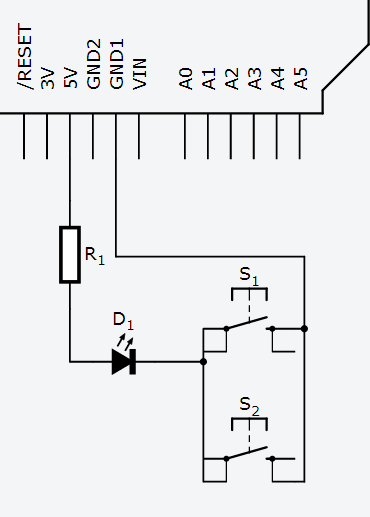 /RESET
3V
5V
GND2
GND1
VIN
A0
A1
A2
A3
A4
A5
R1
S1
D1
S2